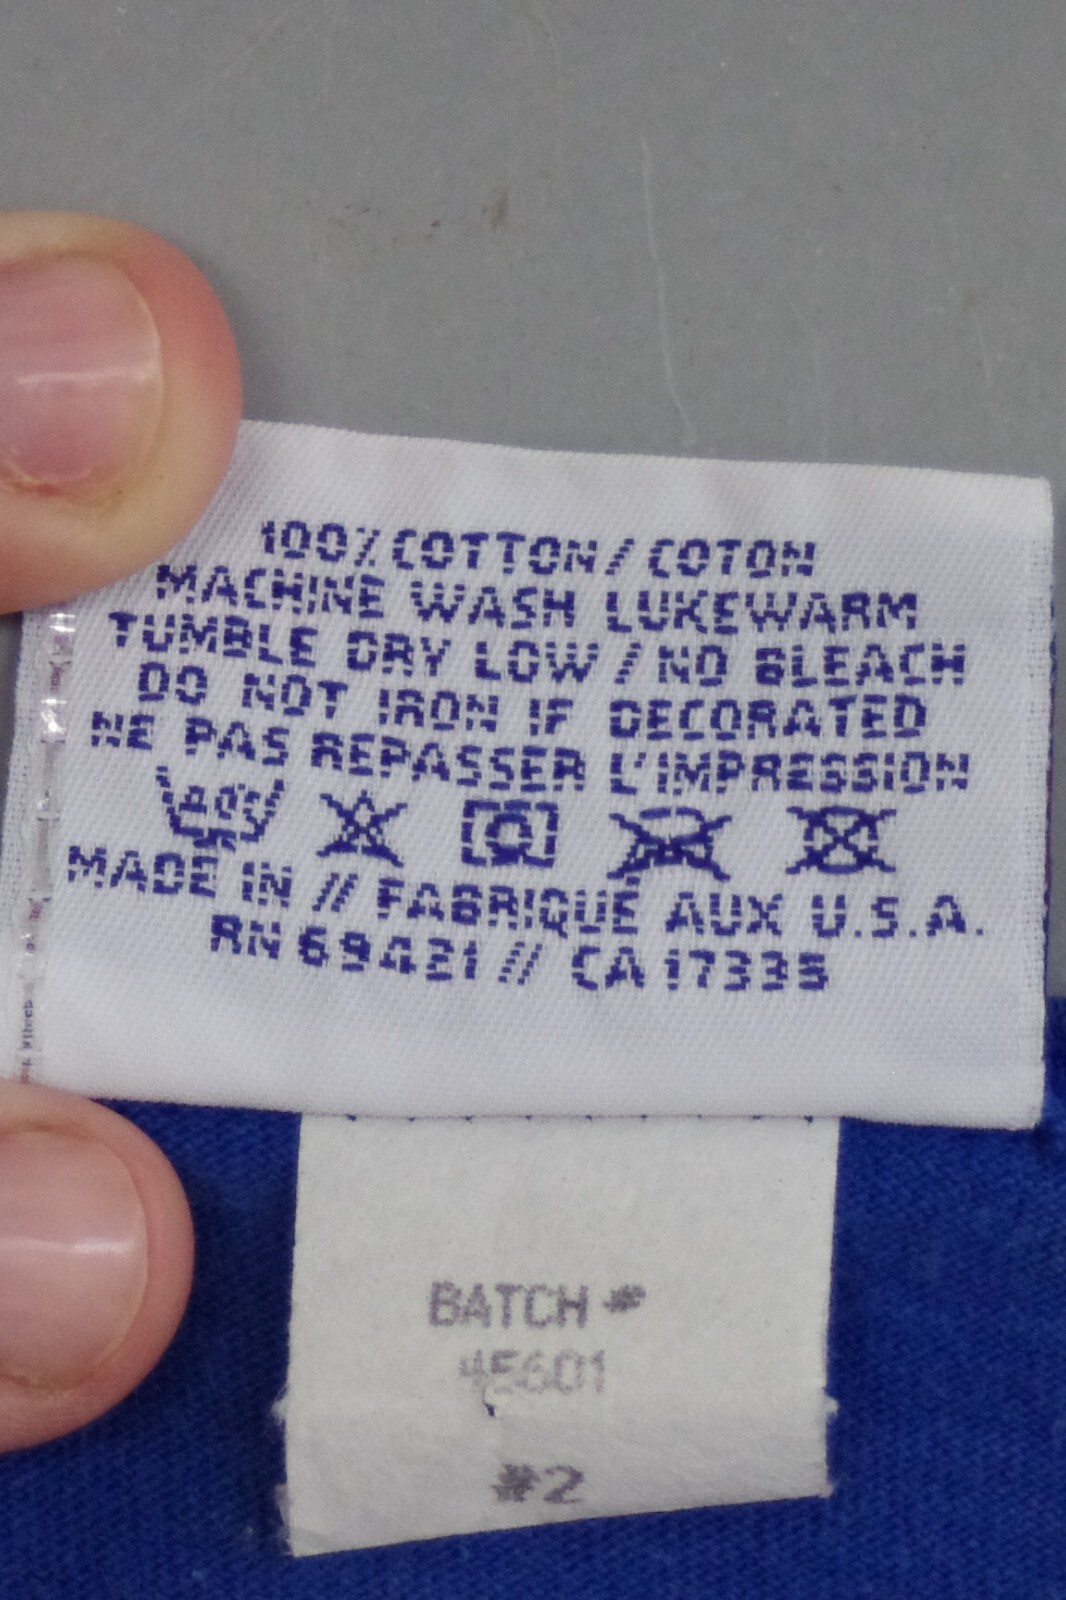 100% COTTON / COTON
MACHINE WASH LUKEWARM
TUMBLE DRY LOW / NO BLEACH
DO NOT IRON IF DECORATED
NE PAS REPASSER L'IMPRESSION
MADE IN // FABRIQUÉ AUX U.S.A.
RN 69421 // CA 17335
BATCH #
45601
#2